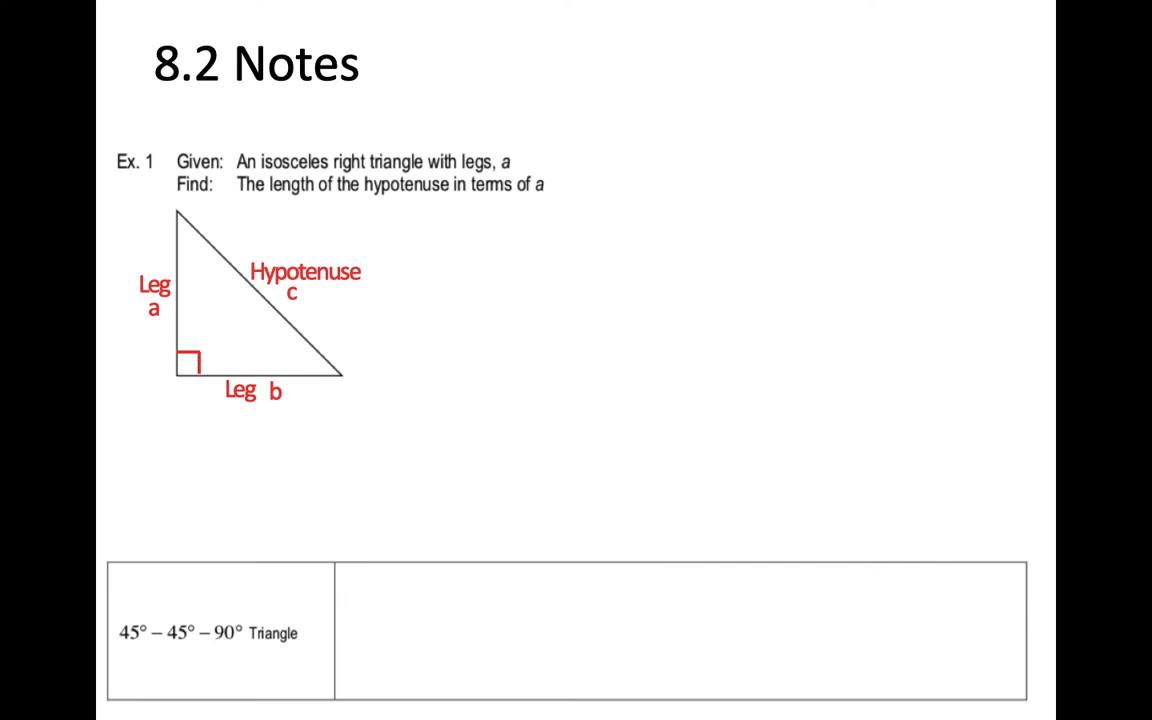 8.2 Notes
Ex. 1 Given: An isosceles right triangle with legs, a
Find: The length of the hypotenuse in terms of a
Hypotenuse
c
Leg
a
Leg b
45° – 45° – 90° Triangle